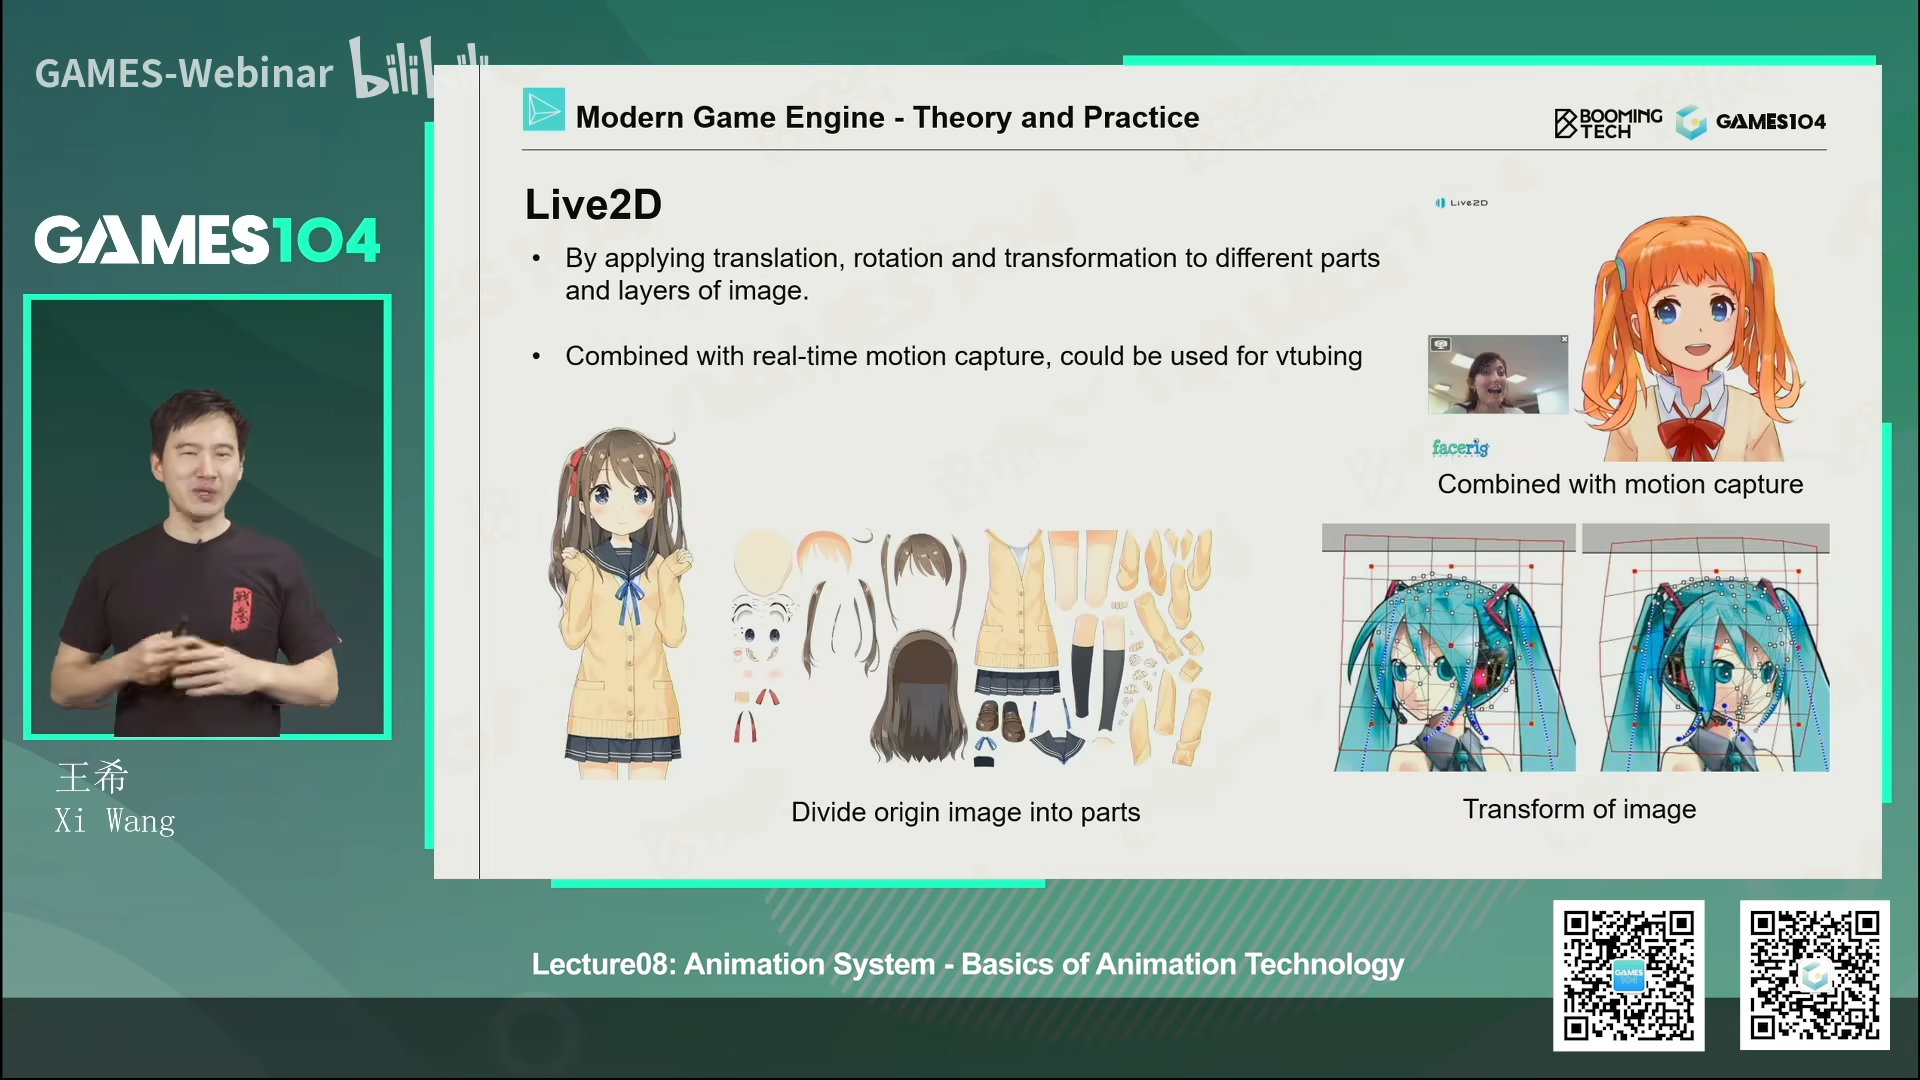 GAMES-Webinar
Modern Game Engine - Theory and Practice
BOOMING
TECH
GAMES104
GAMES104
Live2D
• By applying translation, rotation and transformation to different parts
and layers of image.
• Combined with real-time motion capture, could be used for vtubing
Live2D
facerig
Combined with motion capture
Divide origin image into parts
Transform of image
王希
Xi Wang
Lecture08: Animation System - Basics of Animation Technology
GAMES
104